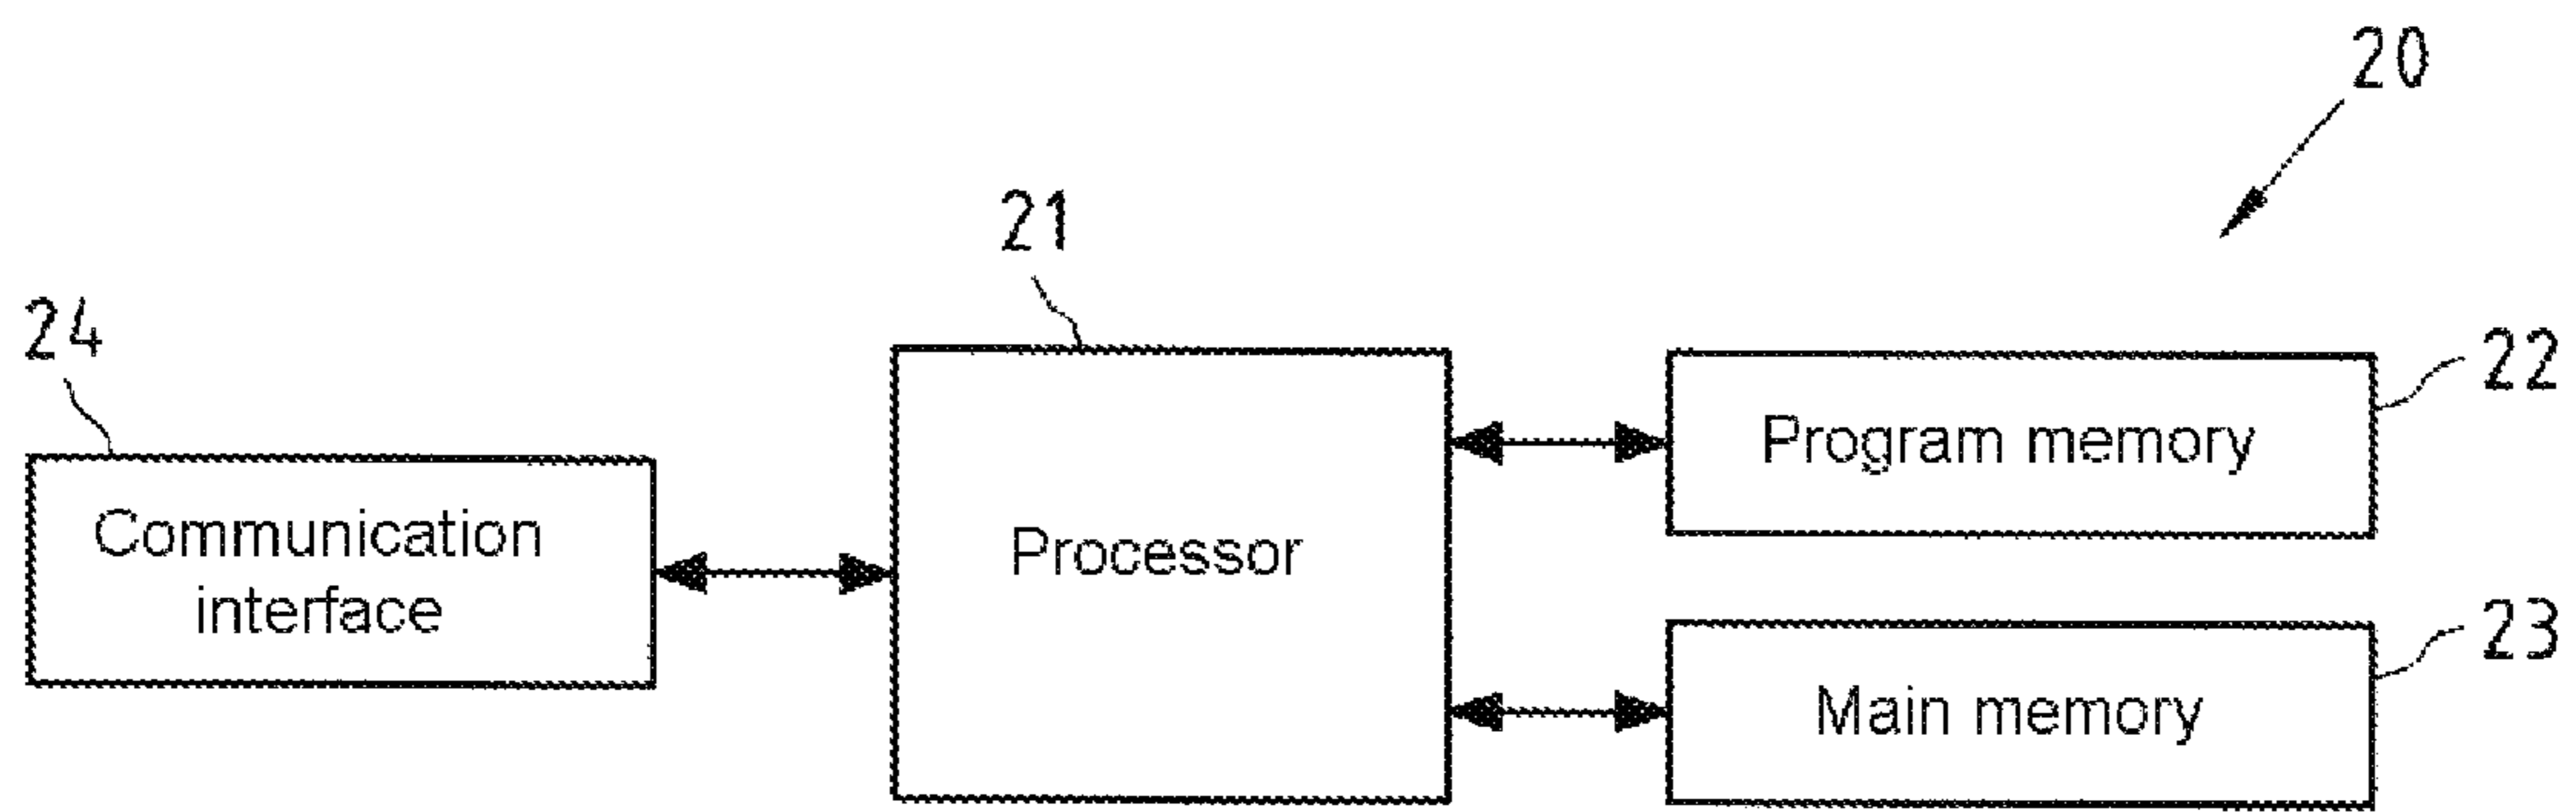 20
21
24
22
Program memory
Communication
interface
Processor
23
Main memory